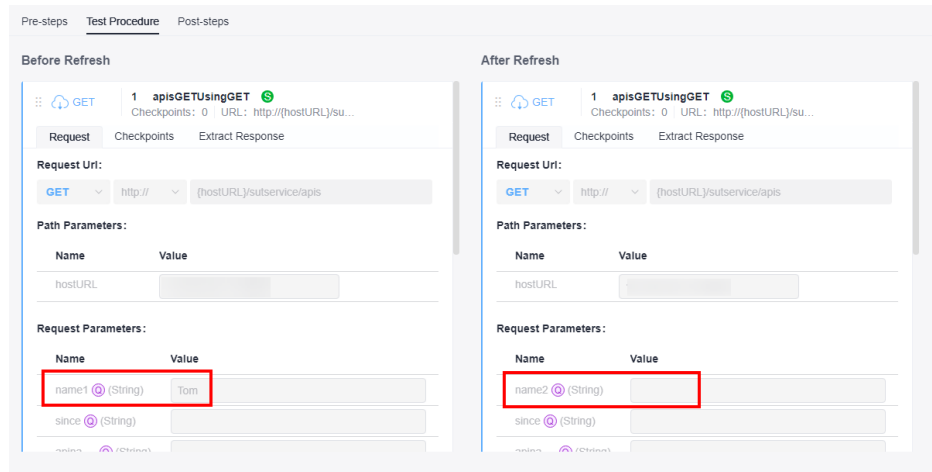 Pre-steps Test Procedure Post-steps
Before Refresh
GET 1 apisGETUsingGET S
Checkpoints: 0 URL: http://{hostURL}/su...
Request Checkpoints Extract Response
Request Url:
GET http:// {hostURL}/sutservice/apis
Path Parameters:
Name Value
hostURL
Request Parameters:
Name Value
name1 Q (String) Tom
since Q (String)
After Refresh
GET 1 apisGETUsingGET S
Checkpoints: 0 URL: http://{hostURL}/su...
Request Checkpoints Extract Response
Request Url:
GET http:// {hostURL}/sutservice/apis
Path Parameters:
Name Value
hostURL
Request Parameters:
Name Value
name2 Q (String)
since Q (String)